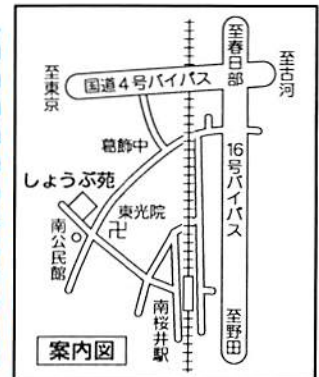 至春日部
至古河
国道4号バイパス
至東京
葛飾中
16号バイパス
しょうぶ苑
東光院
卍
南公民館
南桜井駅
至野田
案内図